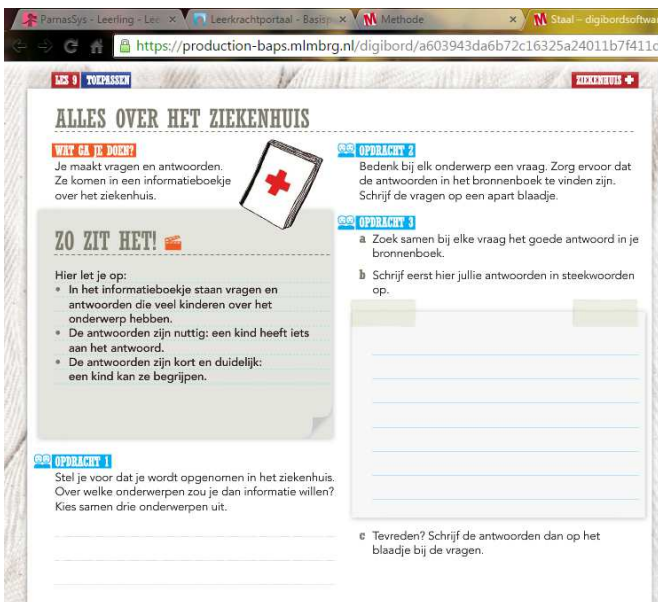 ParnasSys - Leerling - Lee
Leerkrachtportaal - Basisp
Methode
Staal – digibordsoftwa
https://production-baps.mlmbrg.nl/digibord/a603943da6b72c16325a24011b7f411c
LES 9 TOEPASSEN
ZIEKENHUIS
ALLES OVER HET ZIEKENHUIS
WAT GA JE DOEN?
Je maakt vragen en antwoorden.
Ze komen in een informatieboekje
over het ziekenhuis.
ZO ZIT HET!
Hier let je op:
• In het informatieboekje staan vragen en
antwoorden die veel kinderen over het
onderwerp hebben.
• De antwoorden zijn nuttig: een kind heeft iets
aan het antwoord.
• De antwoorden zijn kort en duidelijk:
een kind kan ze begrijpen.
OPDRACHT 1
Stel je voor dat je wordt opgenomen in het ziekenhuis.
Over welke onderwerpen zou je dan informatie willen?
Kies samen drie onderwerpen uit.
OPDRACHT 2
Bedenk bij elk onderwerp een vraag. Zorg ervoor dat
de antwoorden in het bronnenboek te vinden zijn.
Schrijf de vragen op een apart blaadje.
OPDRACHT 3
a Zoek samen bij elke vraag het goede antwoord in je
bronnenboek.
b Schrijf eerst hier jullie antwoorden in steekwoorden
op.
c Tevreden? Schrijf de antwoorden dan op het
blaadje bij de vragen.